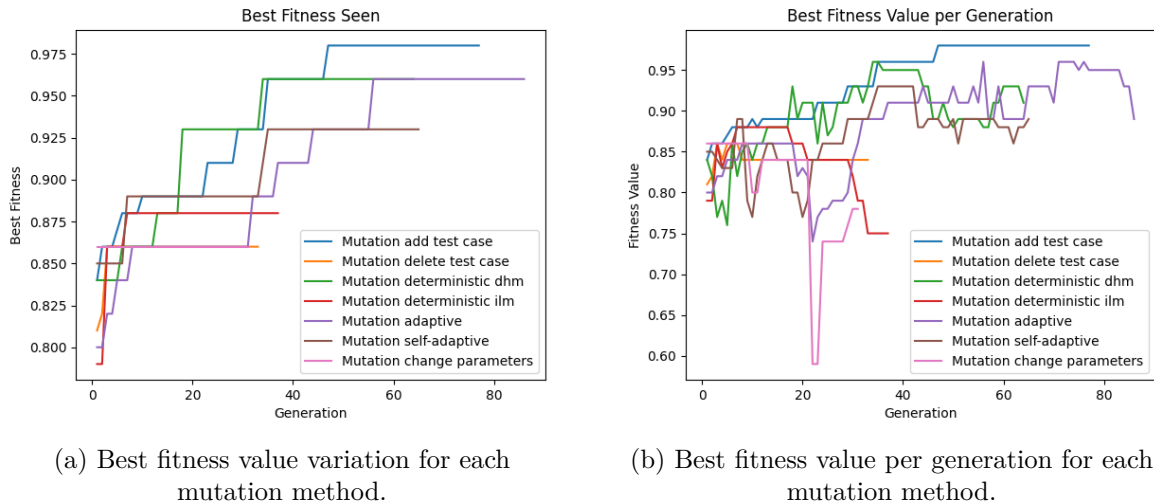 Best Fitness Seen
Best Fitness
0.975
0.950
0.925
0.900
0.875
0.850
0.825
0.800
0
20
40
60
80
Generation
Mutation add test case
Mutation delete test case
Mutation deterministic dhm
Mutation deterministic ilm
Mutation adaptive
Mutation self-adaptive
Mutation change parameters
(a) Best fitness value variation for each
mutation method.
Best Fitness Value per Generation
Fitness Value
0.95
0.90
0.85
0.80
0.75
0.70
0.65
0.60
0
20
40
60
80
Generation
Mutation add test case
Mutation delete test case
Mutation deterministic dhm
Mutation deterministic ilm
Mutation adaptive
Mutation self-adaptive
Mutation change parameters
(b) Best fitness value per generation for each
mutation method.